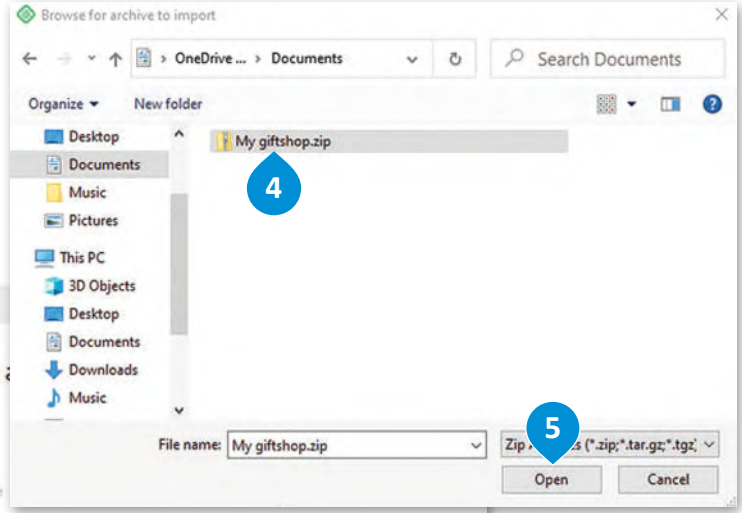 Browse for archive to import
OneDrive ... > Documents
Search Documents
Organize
New folder
Desktop
Documents
Music
Pictures
This PC
3D Objects
Desktop
Documents
Downloads
Music
My giftshop.zip
4
5
File name: My giftshop.zip
Zip (*.zip;*.tar.gz;*.tgz,
Open
Cancel